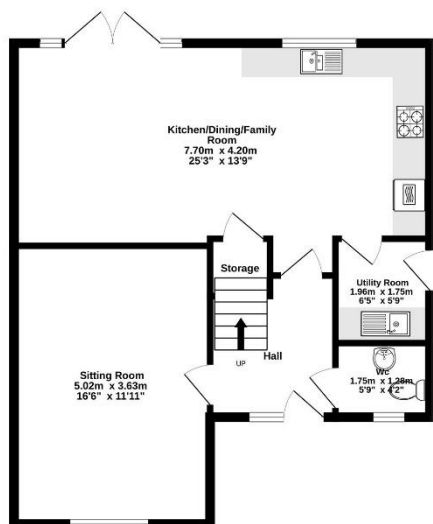 Kitchen/Dining/Family
Room
7.70m x 4.20m
25'3" x 13'9"
Storage
Utility Room
1.96m x 1.75m
6'5" x 5'9"
UP
Hall
Sitting Room
5.02m x 3.63m
16'6" x 11'11"
Wc
1.75m x 1.28m
5'9" x 4'2"